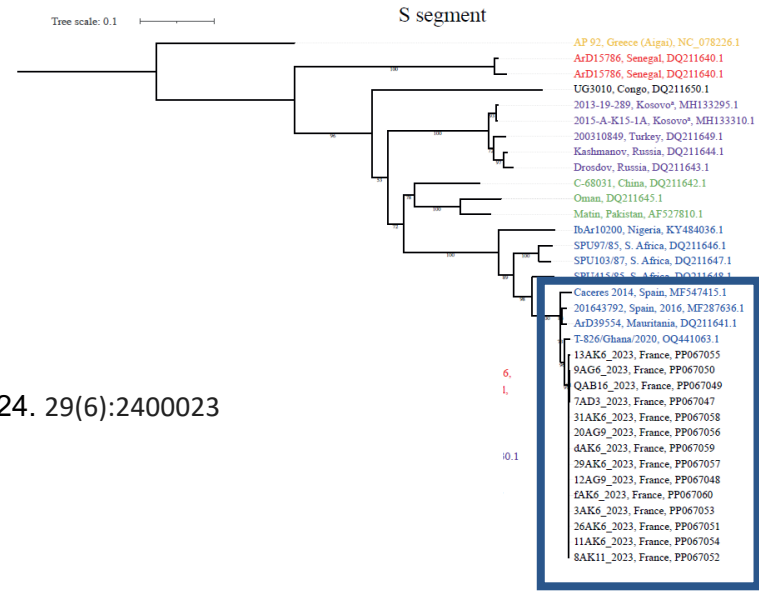 S segment
Tree scale: 0.1
AP 92, Greece (Aigai), NC_078226.1
ArD15786, Senegal, DQ211640.1
ArD15786, Senegal, DQ211640.1
UG3010, Congo, DQ211650.1
2013-19-289, Kosovoª, MH133295.1
2015-A-K15-1A, Kosovoª, MH133310.1
200310849, Turkey, DQ211649.1
Kashmanov, Russia, DQ211644.1
Drosdov, Russia, DQ211643.1
C-68031, China, DQ211642.1
Oman, DQ211645.1
Matin, Pakistan, AF527810.1
IbAr10200, Nigeria, KY484036.1
SPU97/85, S. Africa, DQ211646.1
SPU103/87, S. Africa, DQ211647.1
SPU415/85, S. Africa, DQ211648.1
Caceres 2014, Spain, MF547415.1
201643792, Spain, 2016, MF287636.1
ArD39554, Mauritania, DQ211641.1
T-826/Ghana/2020, OQ441063.1
13AK6_2023, France, PP067055
9AG6_2023, France, PP067050
QAB16_2023, France, PP067049
7AD3_2023, France, PP067047
31AK6_2023, France, PP067058
20AG9_2023, France, PP067056
dAK6_2023, France, PP067059
29AK6_2023, France, PP067057
12AG9_2023, France, PP067048
fAK6_2023, France, PP067060
3AK6_2023, France, PP067053
26AK6_2023, France, PP067051
11AK6_2023, France, PP067054
8AK11_2023, France, PP067052
24. 29(6):2400023